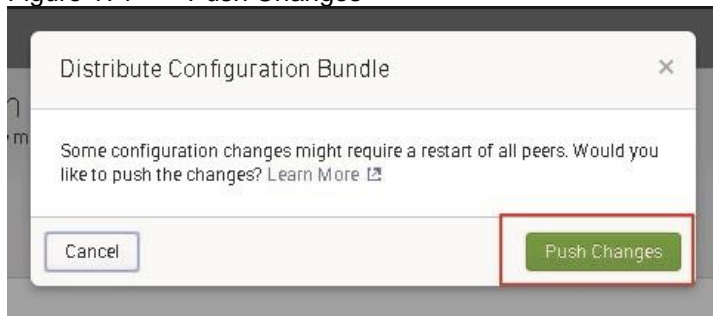 Distribute Configuration Bundle
Some configuration changes might require a restart of all peers. Would you
like to push the changes? Learn More
Cancel
Push Changes